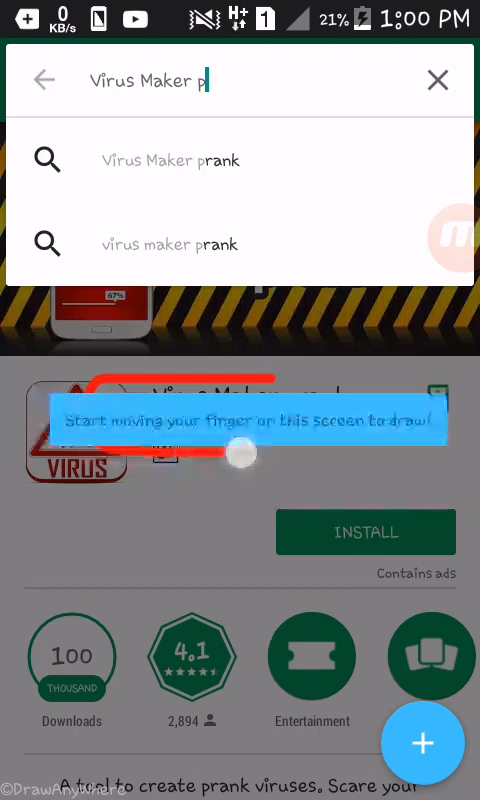 0
KB/s
H+
1
21%
1:00 PM
Virus Maker p
Virus Maker prank
virus maker prank
67%
Start moving your finger on this screen to draw!
VIRUS
INSTALL
Contains ads
100
THOUSAND
4.1
Downloads
2,894
Entertainment
©DrawAnyWhere
A tool to create prank viruses. Scare your